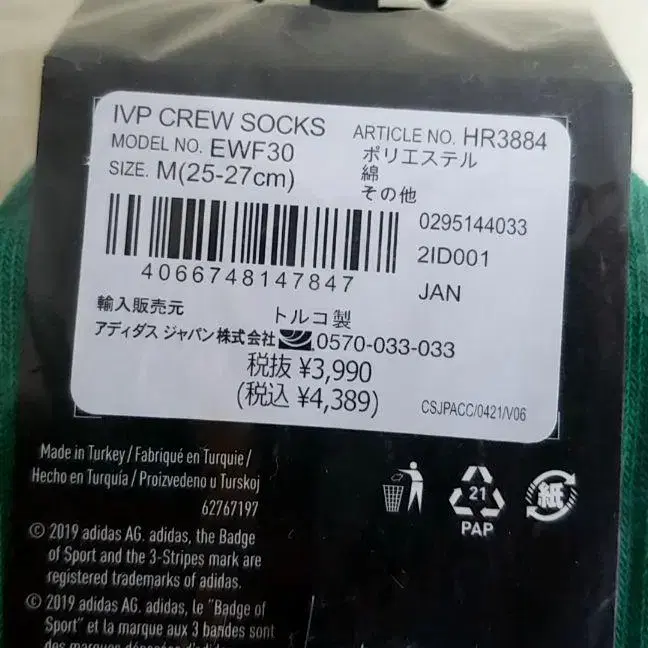 IVP CREW SOCKS
ARTICLE NO. HR3884
MODEL NO. EWF30
ポリエステル
SIZE. M(25-27cm)
綿
その他
0295144033
2ID001
JAN
4066748147847
輸入販売元
トルコ製
アディダス ジャパン株式会社 0570-033-033
税抜 ¥3,990
(税込 ¥4,389)
CSJPACC/0421/V06
Made in Turkey / Fabriqué en Turquie /
Hecho en Turquía / Proizvedeno u Turskoj
62767197
21
PAP
紙
© 2019 adidas AG. adidas, the Badge
of Sport and the 3-Stripes mark are
registered trademarks of adidas.
© 2019 adidas AG. adidas, le "Badge of
Sport" et la marque aux 3 bandes sont
des marques